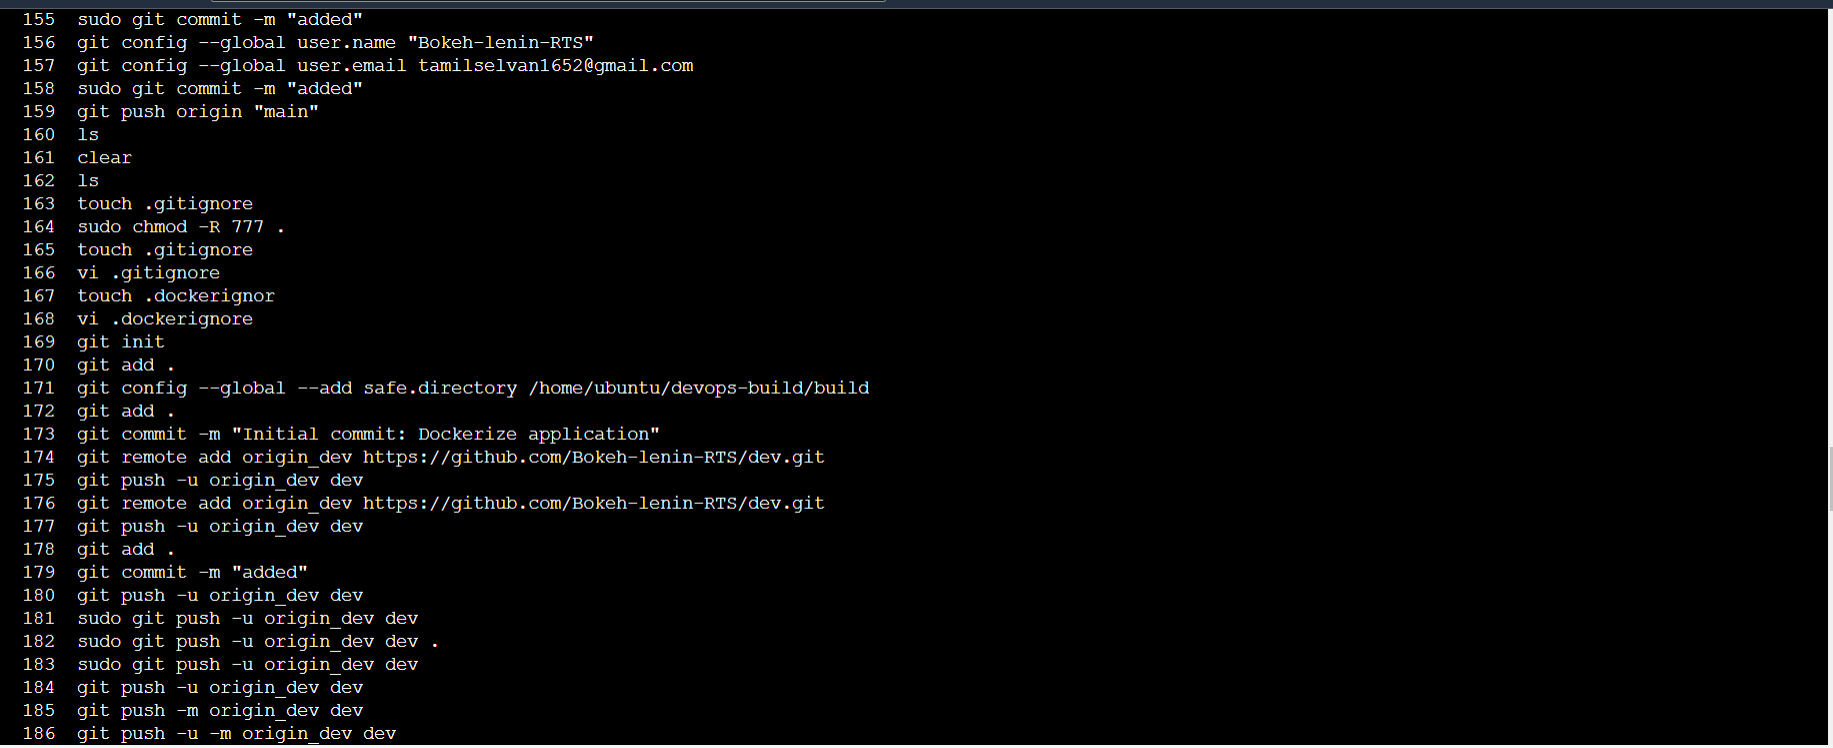 155 sudo git commit -m "added"
156 git config --global user.name "Bokeh-lenin-RTS"
157 git config --global user.email tamilselvan1652@gmail.com
158 sudo git commit -m "added"
159 git push origin "main"
160 ls
161 clear
162 ls
163 touch .gitignore
164 sudo chmod -R 777 .
165 touch .gitignore
166 vi .gitignore
167 touch .dockerignor
168 vi .dockerignore
169 git init
170 git add .
171 git config --global --add safe.directory /home/ubuntu/devops-build/build
172 git add .
173 git commit -m "Initial commit: Dockerize application"
174 git remote add origin_dev https://github.com/Bokeh-lenin-RTS/dev.git
175 git push -u origin_dev dev
176 git remote add origin_dev https://github.com/Bokeh-lenin-RTS/dev.git
177 git push -u origin_dev dev
178 git add .
179 git commit -m "added"
180 git push -u origin_dev dev
181 sudo git push -u origin_dev dev
182 sudo git push -u origin_dev dev .
183 sudo git push -u origin_dev dev
184 git push -u origin_dev dev
185 git push -m origin_dev dev
186 git push -u -m origin_dev dev